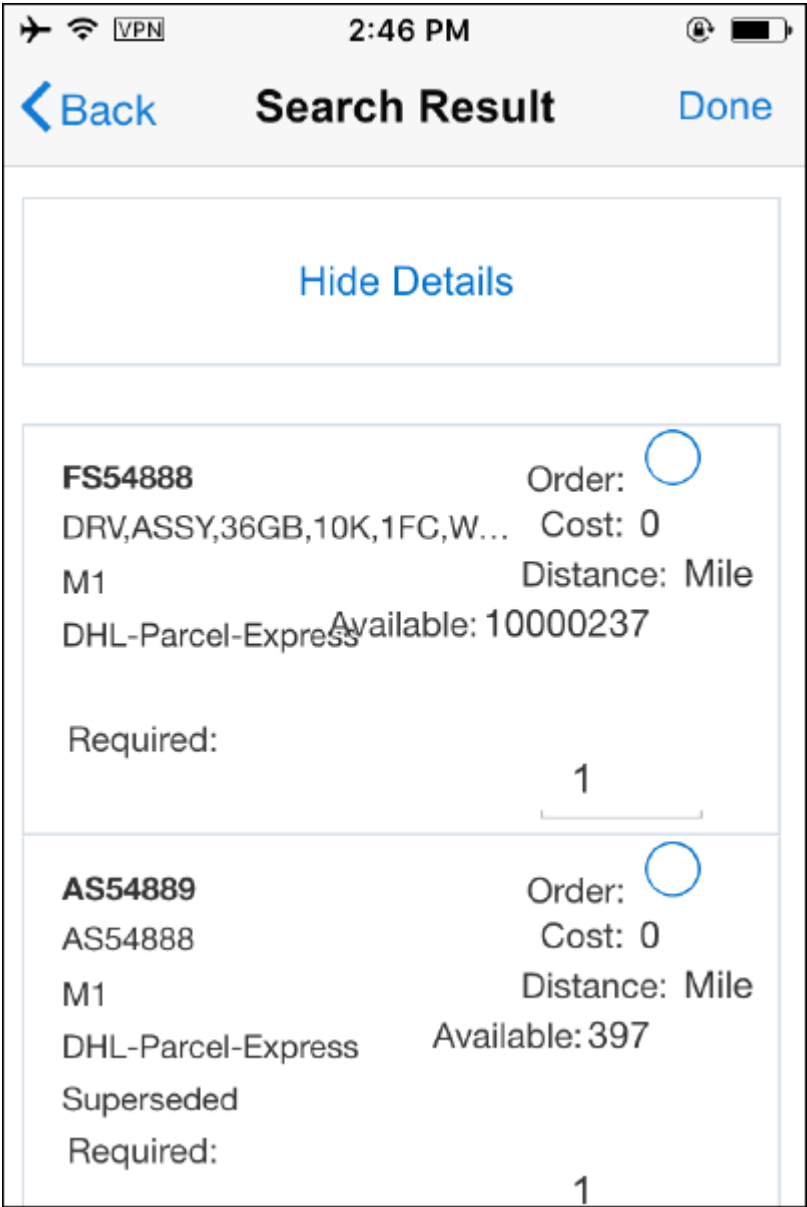 VPN 2:46 PM
Back Search Result Done
Hide Details
FS54888 Order:
DRV,ASSY,36GB,10K,1FC,W... Cost: 0
M1 Distance: Mile
DHL-Parcel-Express Available: 10000237
Required:
1
AS54889 Order:
AS54888 Cost: 0
M1 Distance: Mile
DHL-Parcel-Express Available: 397
Superseded
Required:
1